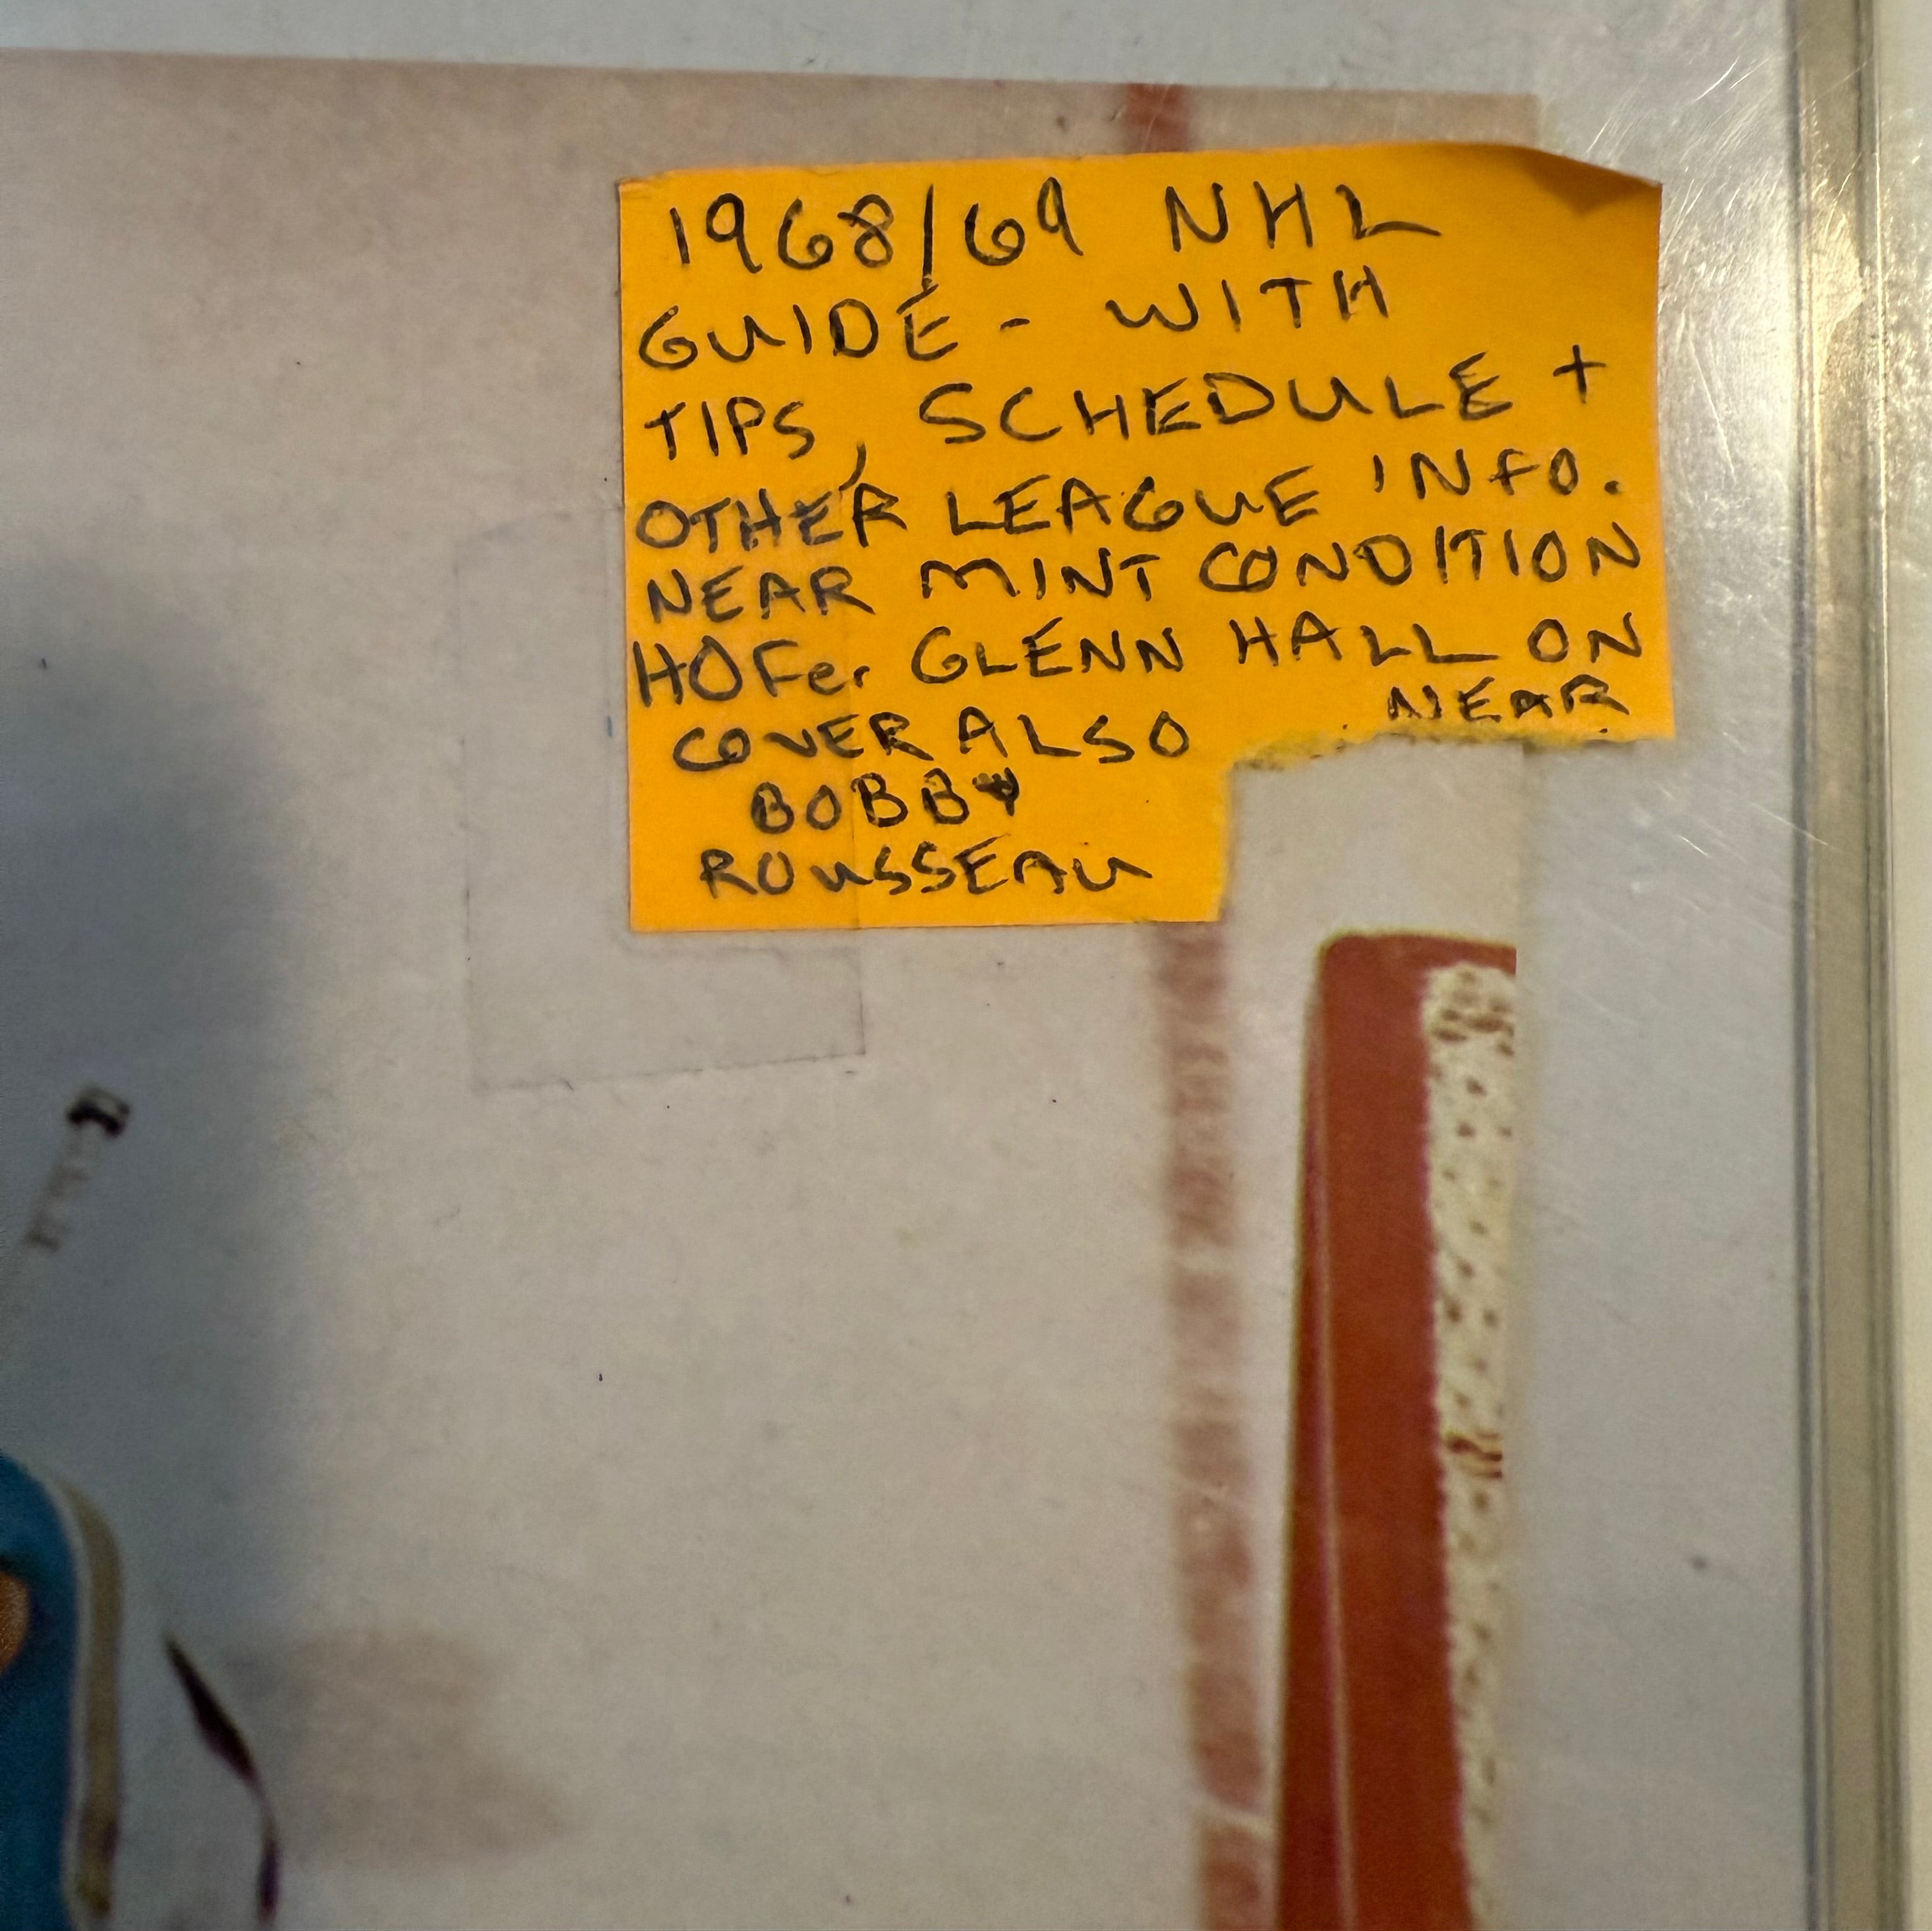 1968/69 NHL
GUIDE - WITH
TIPS, SCHEDULE +
OTHER LEAGUE INFO.
NEAR MINT CONDITION
HOFer GLENN HALL ON
COVER ALSO NEAR
BOBBY
ROUSSEAU